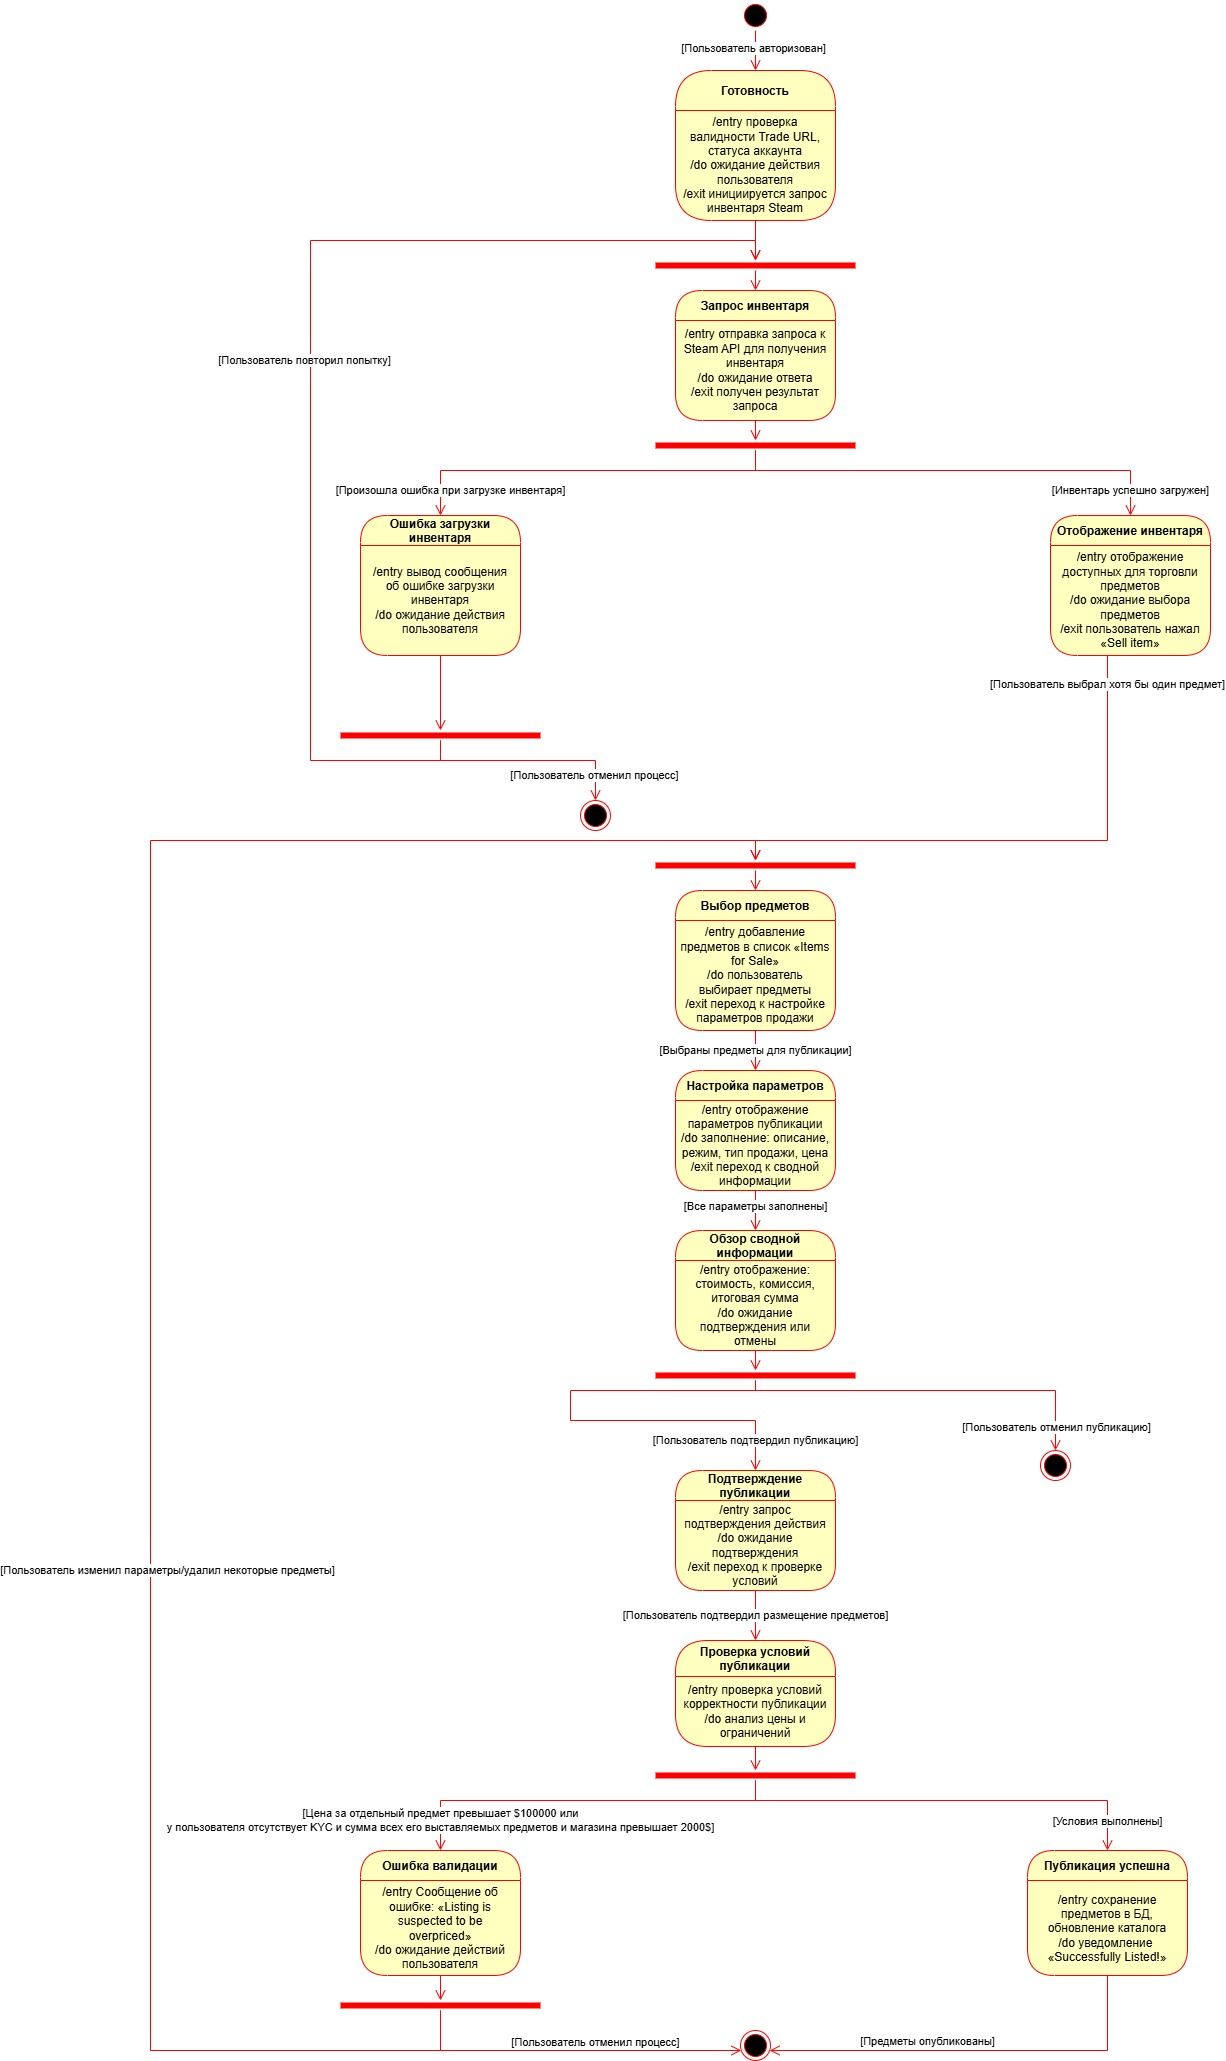 [Пользователь авторизован]
Готовность
/entry проверка
валидности Trade URL,
статуса аккаунта
/do ожидание действия
пользователя
/exit инициируется запрос
инвентаря Steam
[Пользователь повторил попытку]
Запрос инвентаря
/entry отправка запроса к
Steam API для получения
инвентаря
/do ожидание ответа
/exit получен результат
запроса
[Произошла ошибка при загрузке инвентаря]
[Инвентарь успешно загружен]
Ошибка загрузки
инвентаря
/entry вывод сообщения
об ошибке загрузки
инвентаря
/do ожидание действия
пользователя
Отображение инвентаря
/entry отображение
доступных для торговли
предметов
/do ожидание выбора
предметов
/exit пользователь нажал
«Sell item»
[Пользователь выбрал хотя бы один предмет]
[Пользователь отменил процесс]
Выбор предметов
/entry добавление
предметов в список «Items
for Sale»
/do пользователь
выбирает предметы
/exit переход к настройке
параметров продажи
[Выбраны предметы для публикации]
Настройка параметров
/entry отображение
параметров публикации
/do заполнение: описание,
режим, тип продажи, цена
/exit переход к сводной
информации
[Все параметры заполнены]
Обзор сводной
информации
/entry отображение:
стоимость, комиссия,
итоговая сумма
/do ожидание
подтверждения или
отмены
[Пользователь подтвердил публикацию]
[Пользователь отменил публикацию]
Подтверждение
публикации
/entry запрос
подтверждения действия
/do ожидание
подтверждения
/exit переход к проверке
условий
[Пользователь изменил параметры/удалил некоторые предметы]
[Пользователь подтвердил размещение предметов]
Проверка условий
публикации
/entry проверка условий
корректности публикации
/do анализ цены и
ограничений
[Цена за отдельный предмет превышает $100000 или
у пользователя отсутствует KYC и сумма всех его выставляемых предметов и магазина превышает 2000$]
[Условия выполнены]
Ошибка валидации
/entry Сообщение об
ошибке: «Listing is
suspected to be
overpriced»
/do ожидание действий
пользователя
Публикация успешна
/entry сохранение
предметов в БД,
обновление каталога
/do уведомление
«Successfully Listed!»
[Пользователь отменил процесс]
[Предметы опубликованы]